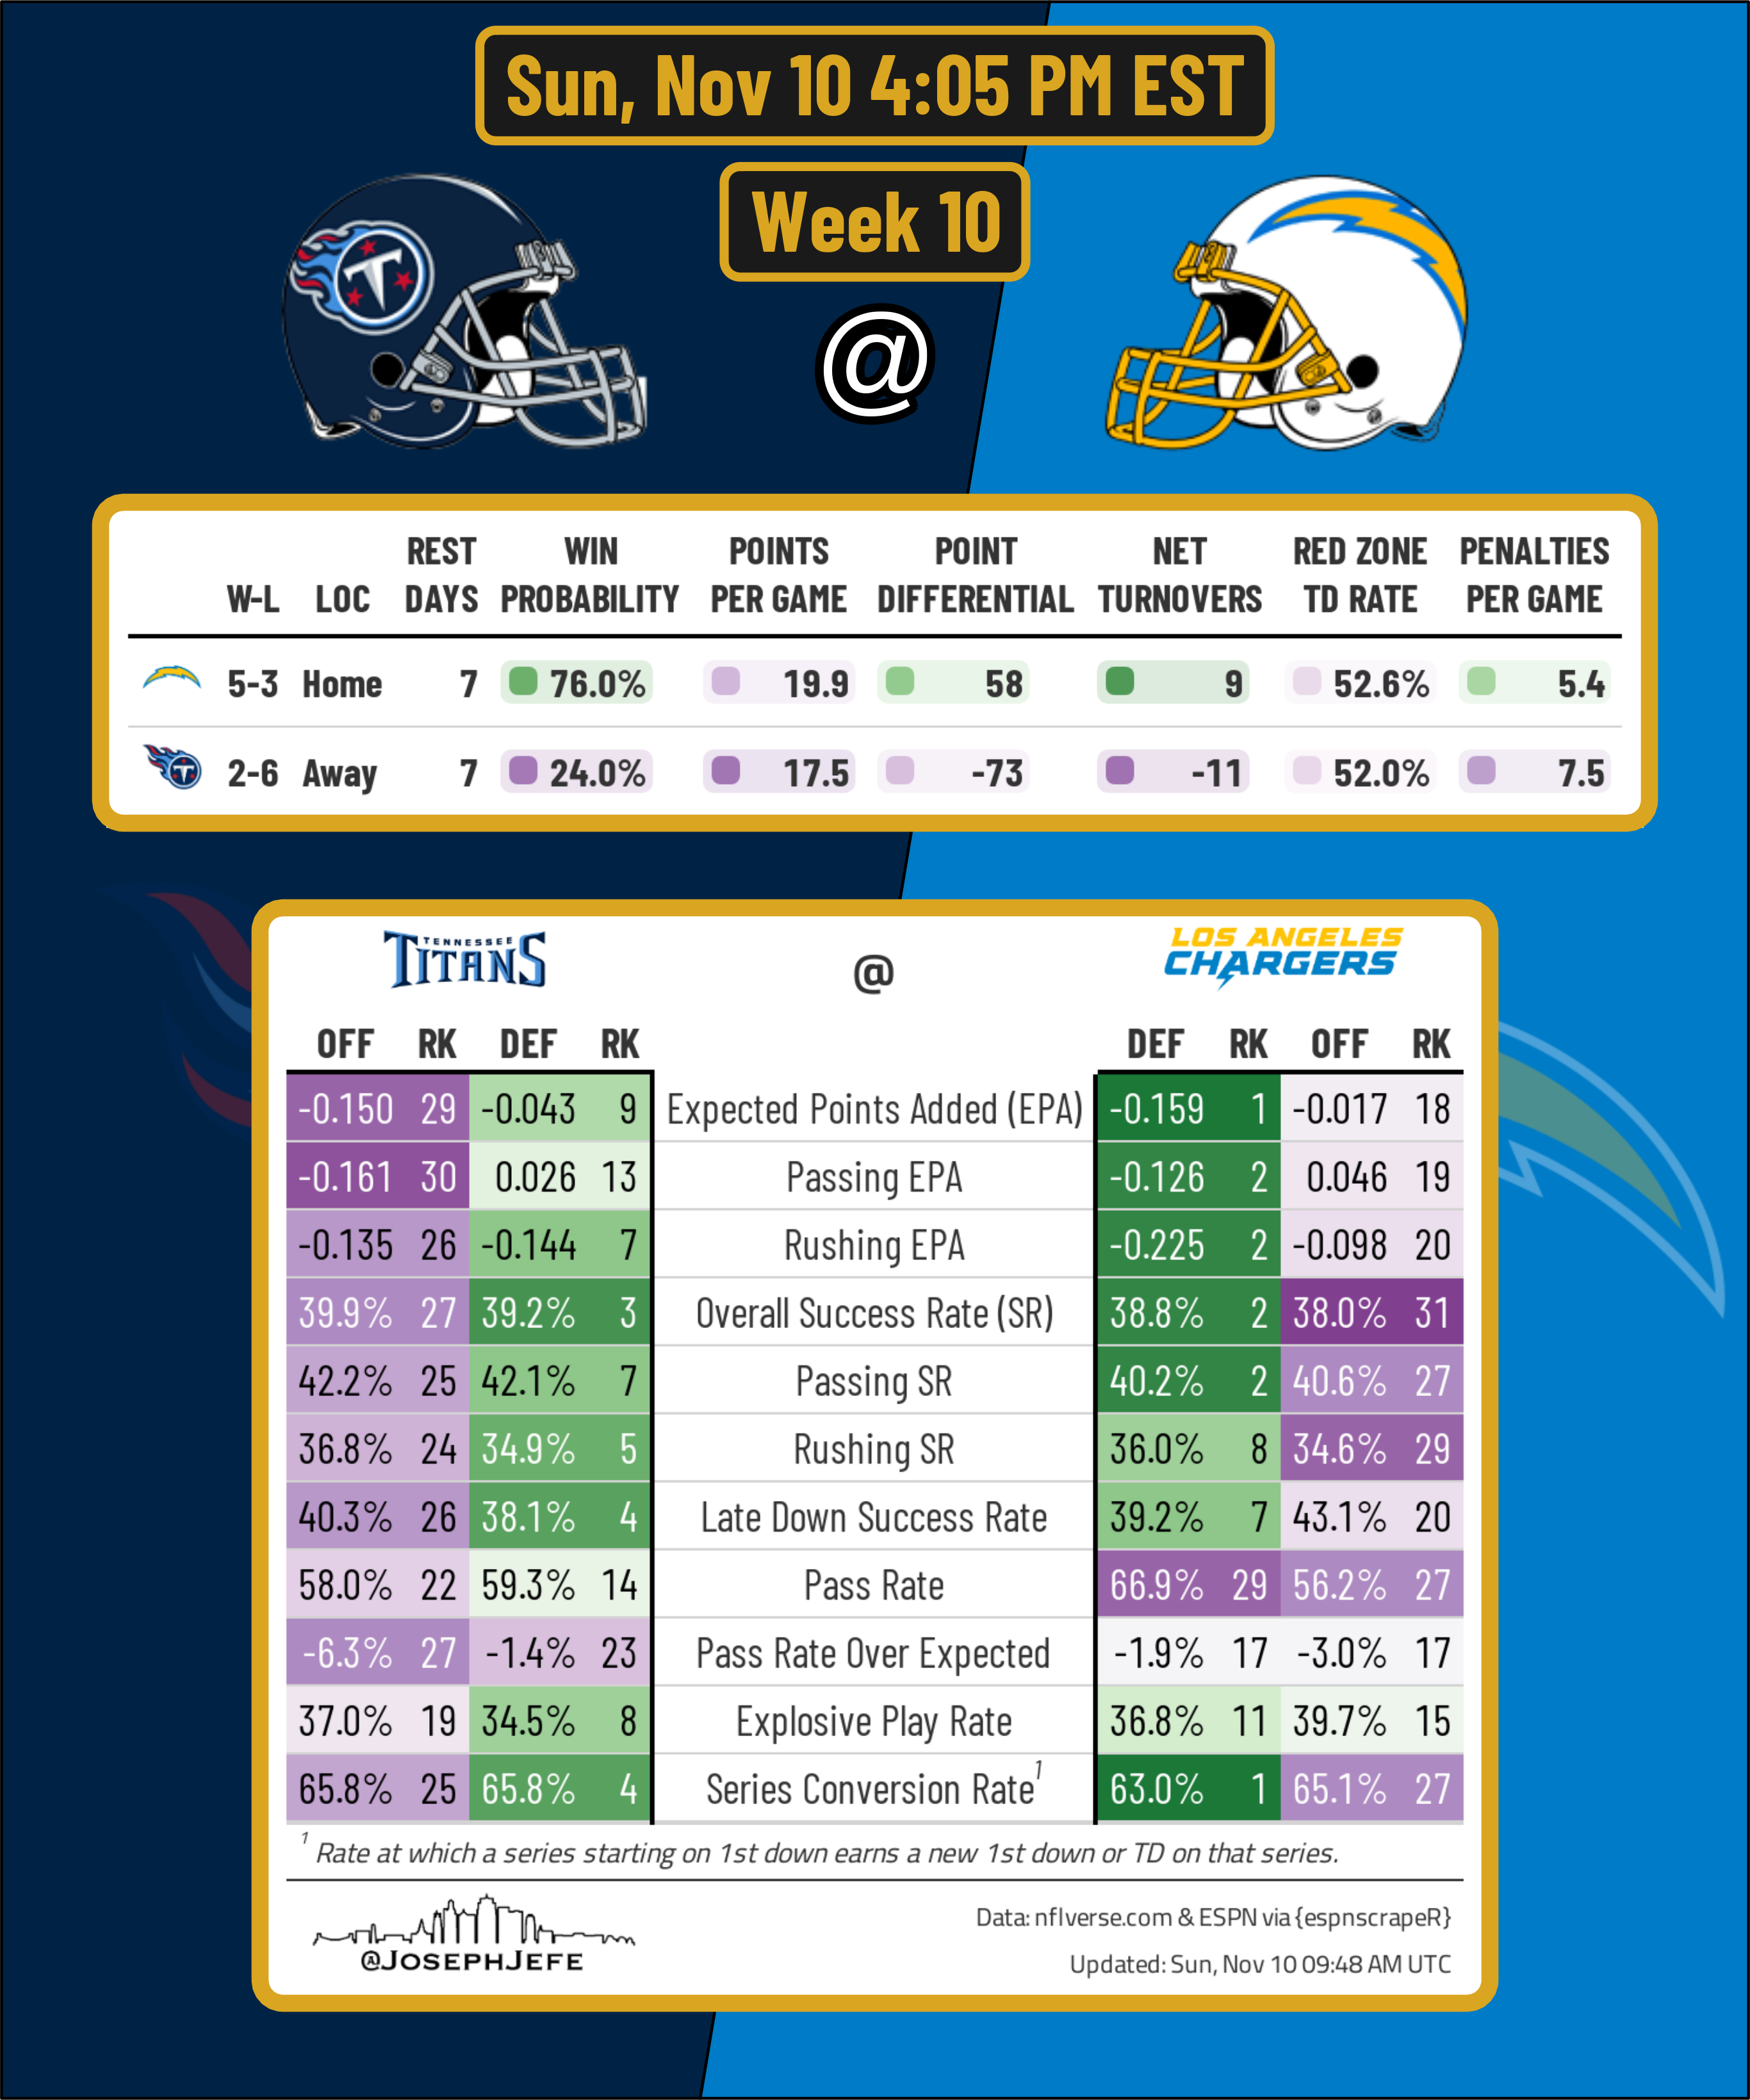 Sun, Nov 10 4:05 PM EST
Week 10
T
@
REST WIN POINTS POINT NET RED ZONE PENALTIES
W-L LOC DAYS PROBABILITY PER GAME DIFFERENTIAL TURNOVERS TD RATE PER GAME
5-3 Home 7 76.0% 19.9 58 9 52.6% 5.4
T 2-6 Away 7 24.0% 17.5 -73 -11 52.0% 7.5
TENNESSEE TITANS @ LOS ANGELES CHARGERS
OFF RK DEF RK DEF RK OFF RK
-0.150 29 -0.043 9 Expected Points Added (EPA) -0.159 1 -0.017 18
-0.161 30 0.026 13 Passing EPA -0.126 2 0.046 19
-0.135 26 -0.144 7 Rushing EPA -0.225 2 -0.098 20
39.9% 27 39.2% 3 Overall Success Rate (SR) 38.8% 2 38.0% 31
42.2% 25 42.1% 7 Passing SR 40.2% 2 40.6% 27
36.8% 24 34.9% 5 Rushing SR 36.0% 8 34.6% 29
40.3% 26 38.1% 4 Late Down Success Rate 39.2% 7 43.1% 20
58.0% 22 59.3% 14 Pass Rate 66.9% 29 56.2% 27
-6.3% 27 -1.4% 23 Pass Rate Over Expected -1.9% 17 -3.0% 17
37.0% 19 34.5% 8 Explosive Play Rate 36.8% 11 39.7% 15
65.8% 25 65.8% 4 Series Conversion Rate¹ 63.0% 1 65.1% 27
¹ Rate at which a series starting on 1st down earns a new 1st down or TD on that series.
@JOSEPHJEFE
Data: nflverse.com & ESPN via {espnscrapeR}
Updated: Sun, Nov 10 09:48 AM UTC